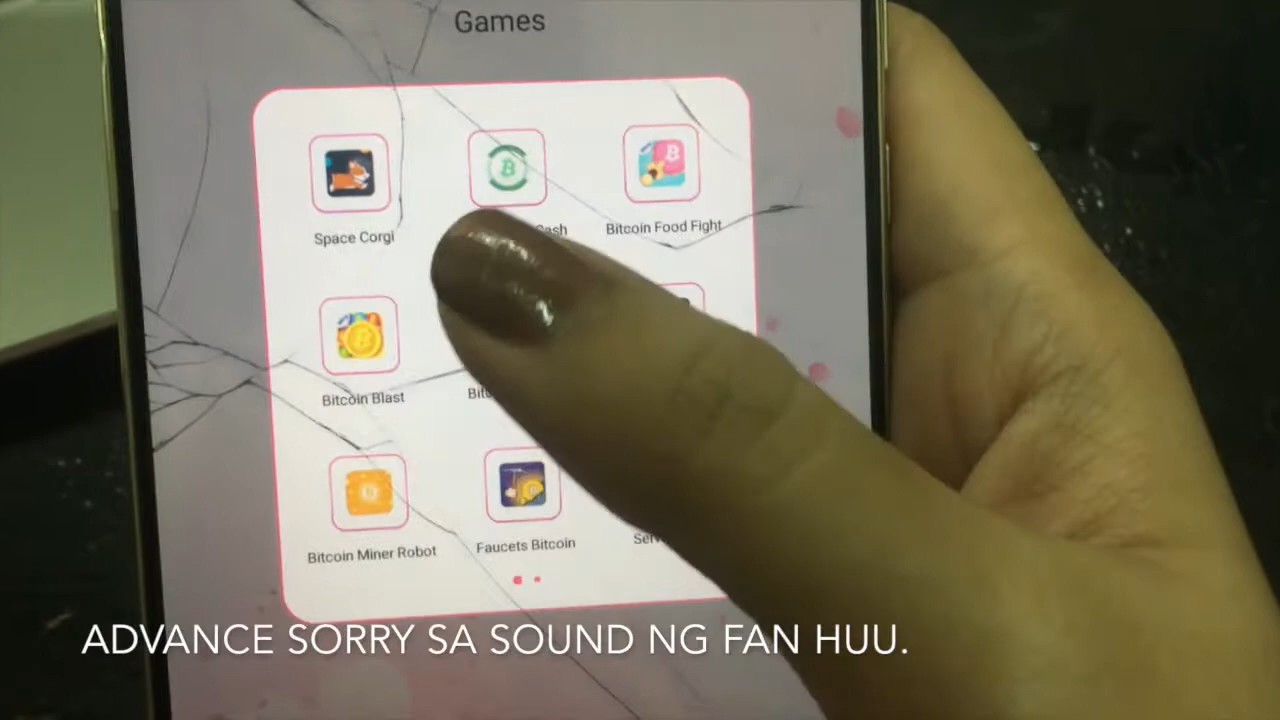 Games
Space Corgi
Bitcoin Food Fight
Bitcoin Blast
Bitcoin Miner Robot
Faucets Bitcoin
ADVANCE SORRY SA SOUND NG FAN HUU.